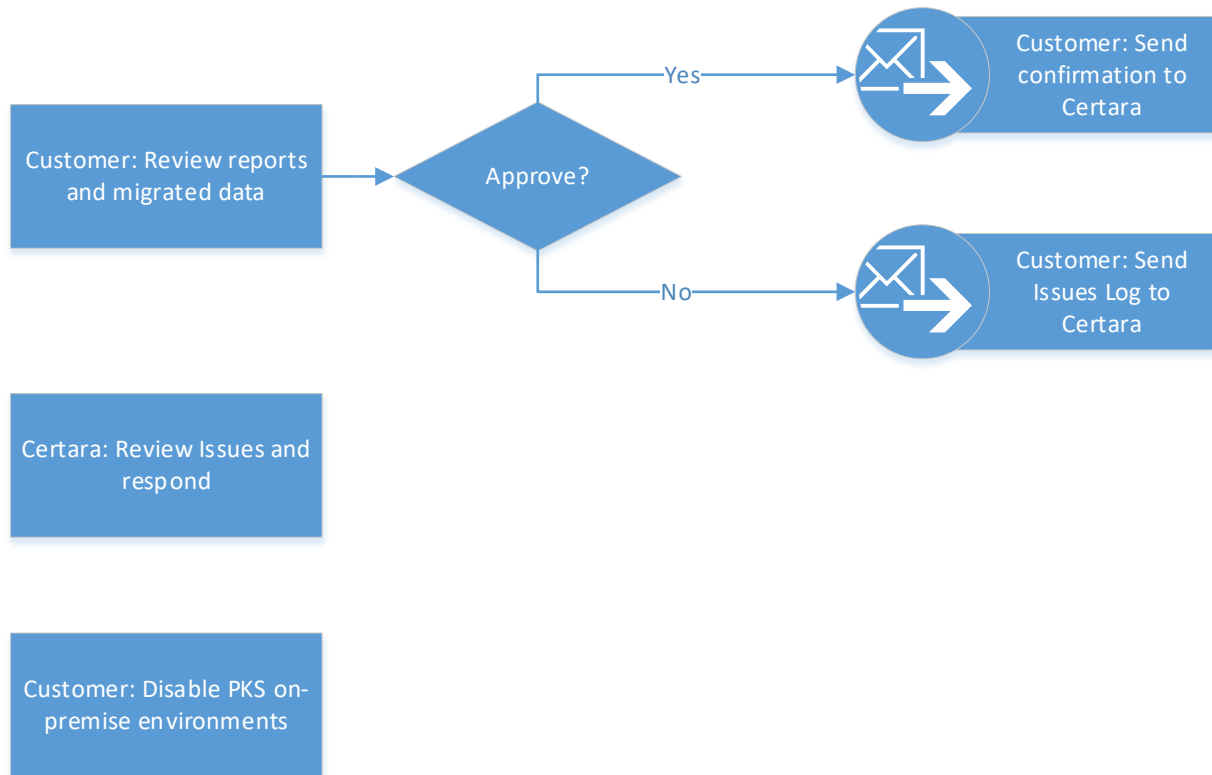 Customer: Send
confirmation to
Certara
Yes
Customer: Review reports
and migrated data
Approve?
Customer: Send
Issues Log to
Certara
No
Certara: Review Issues and
respond
Customer: Disable PKS on-
premise environments